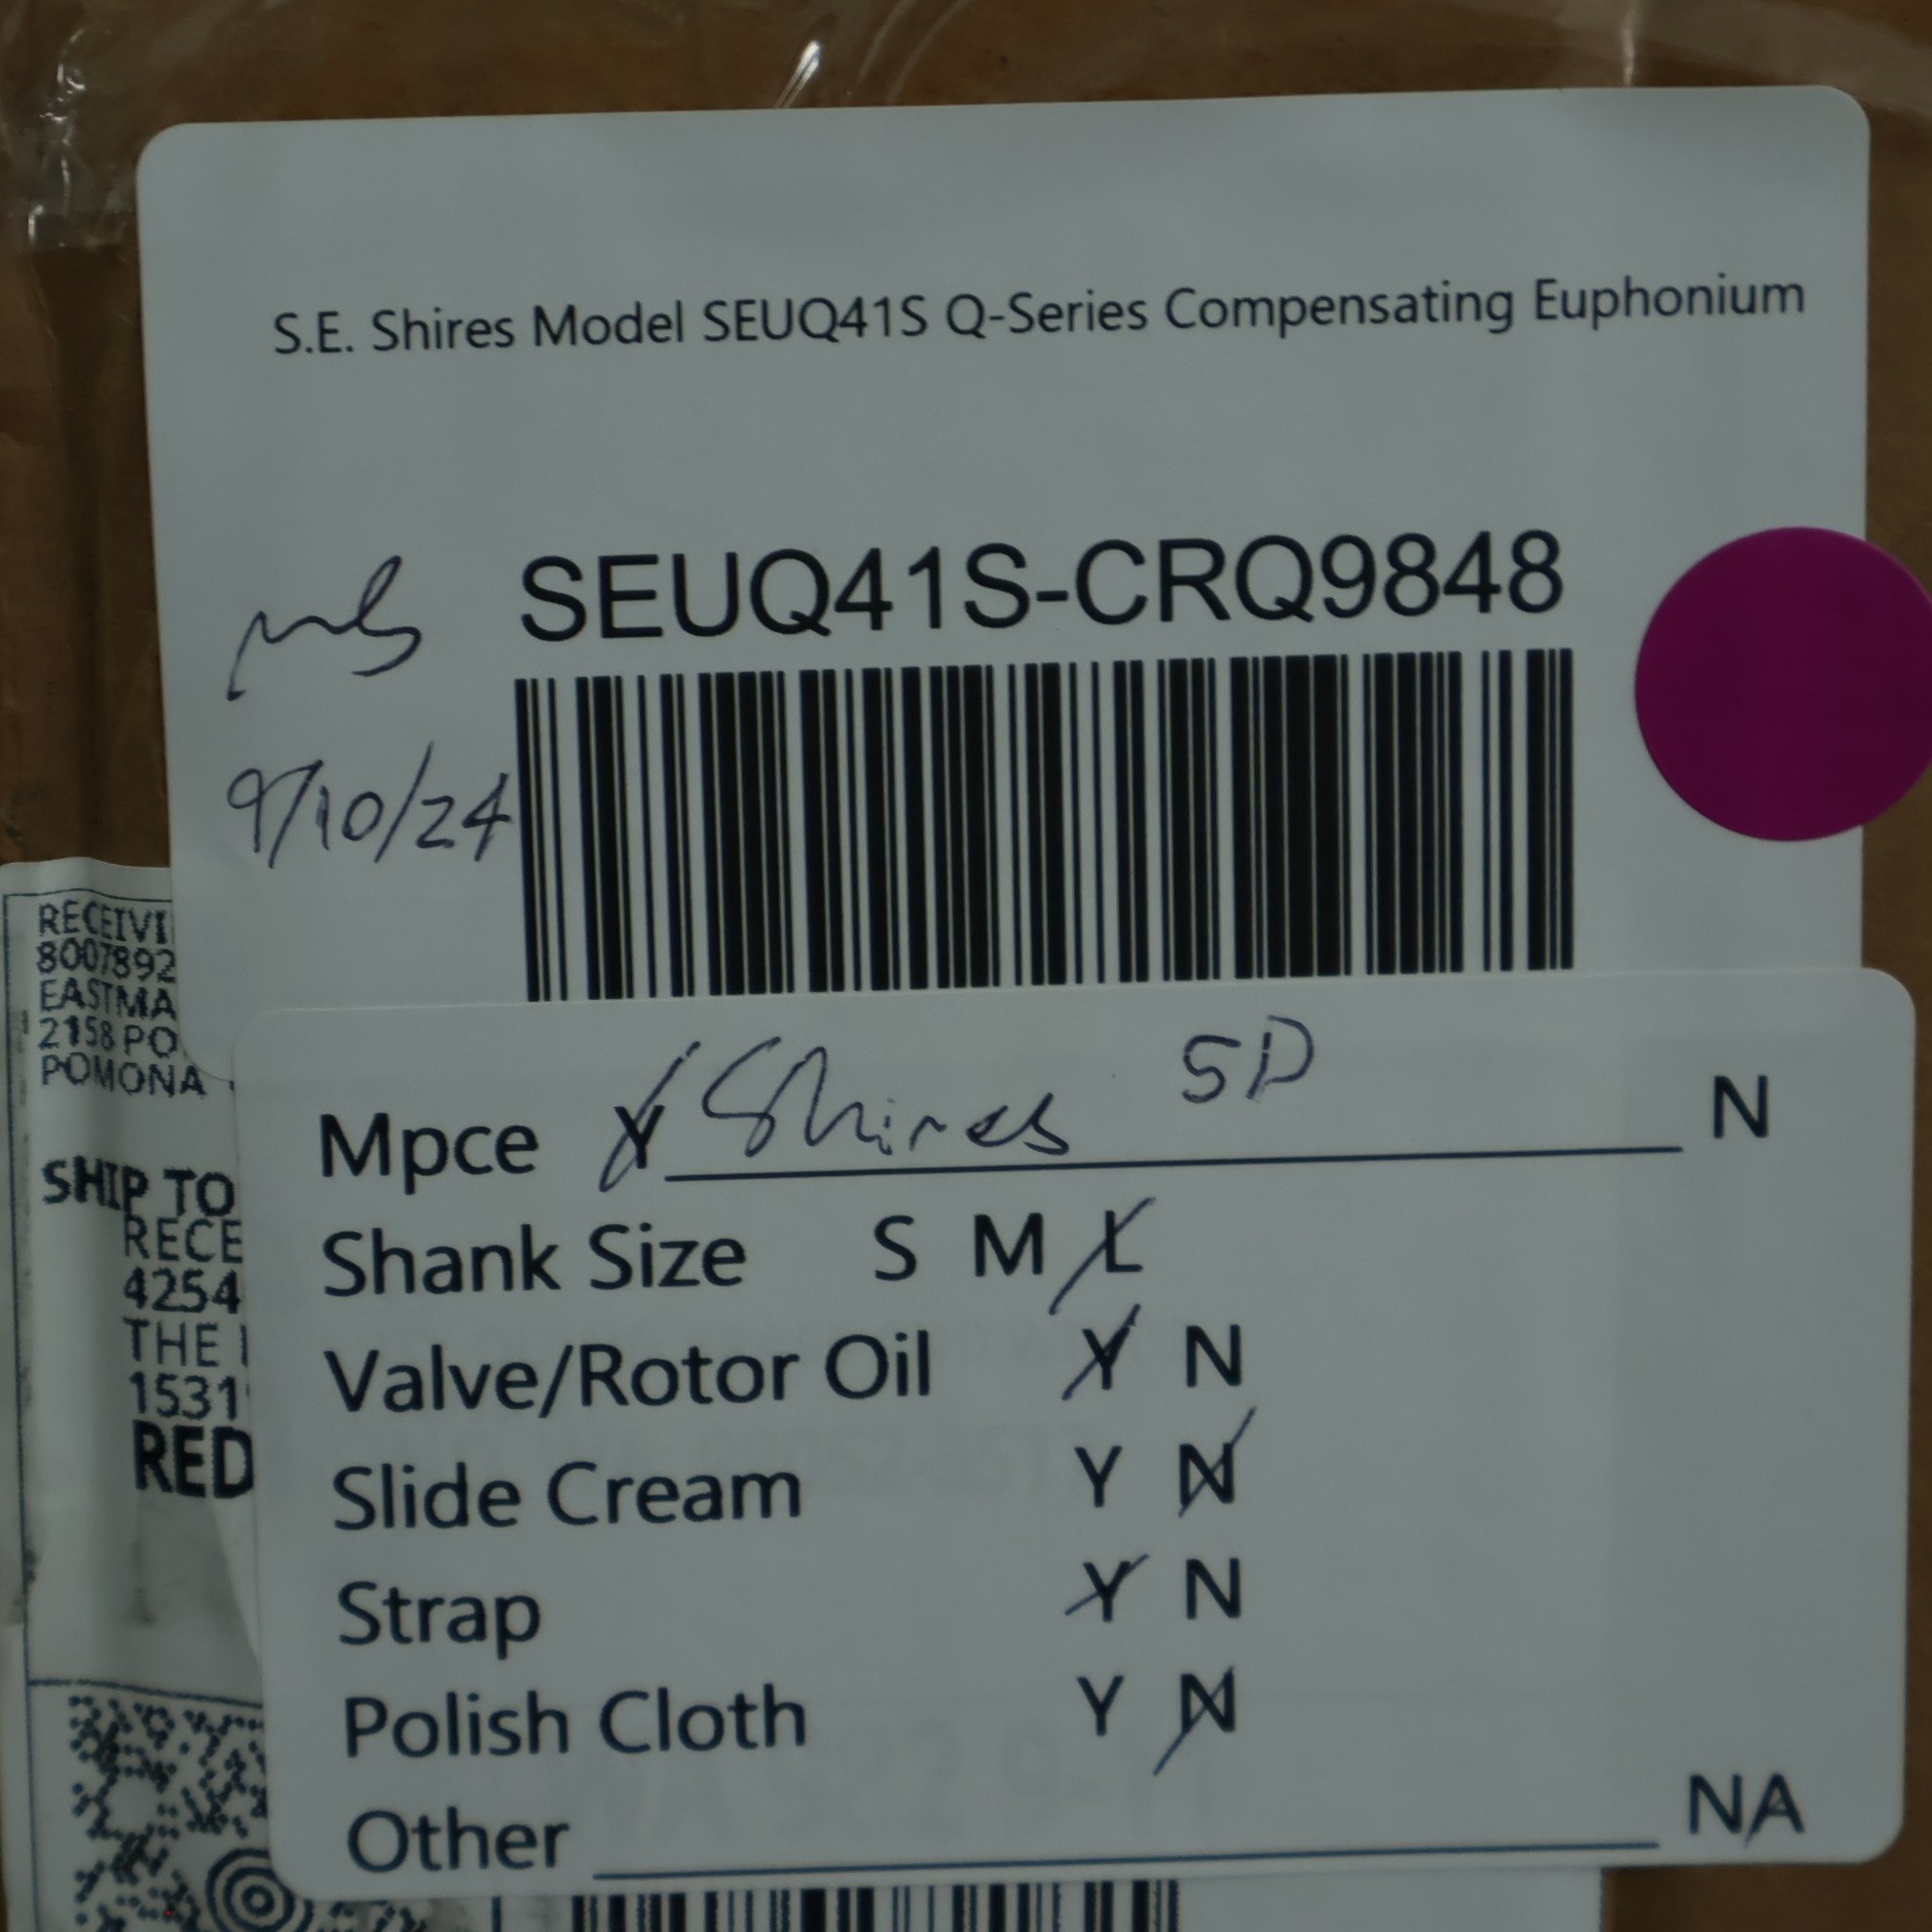 S.E. Shires Model SEUQ41S Q-Series Compensating Euphonium
SEUQ41S-CRQ9848
9/10/24
RECEIVI
8007892
EASTMA
2158 PO
POMONA
SHIP TO
RECE
4254
THE
1531
RED
Mpce Y Shires 5D N
Shank Size S M L
Valve/Rotor Oil Y N
Slide Cream Y N
Strap Y N
Polish Cloth Y N
Other NA